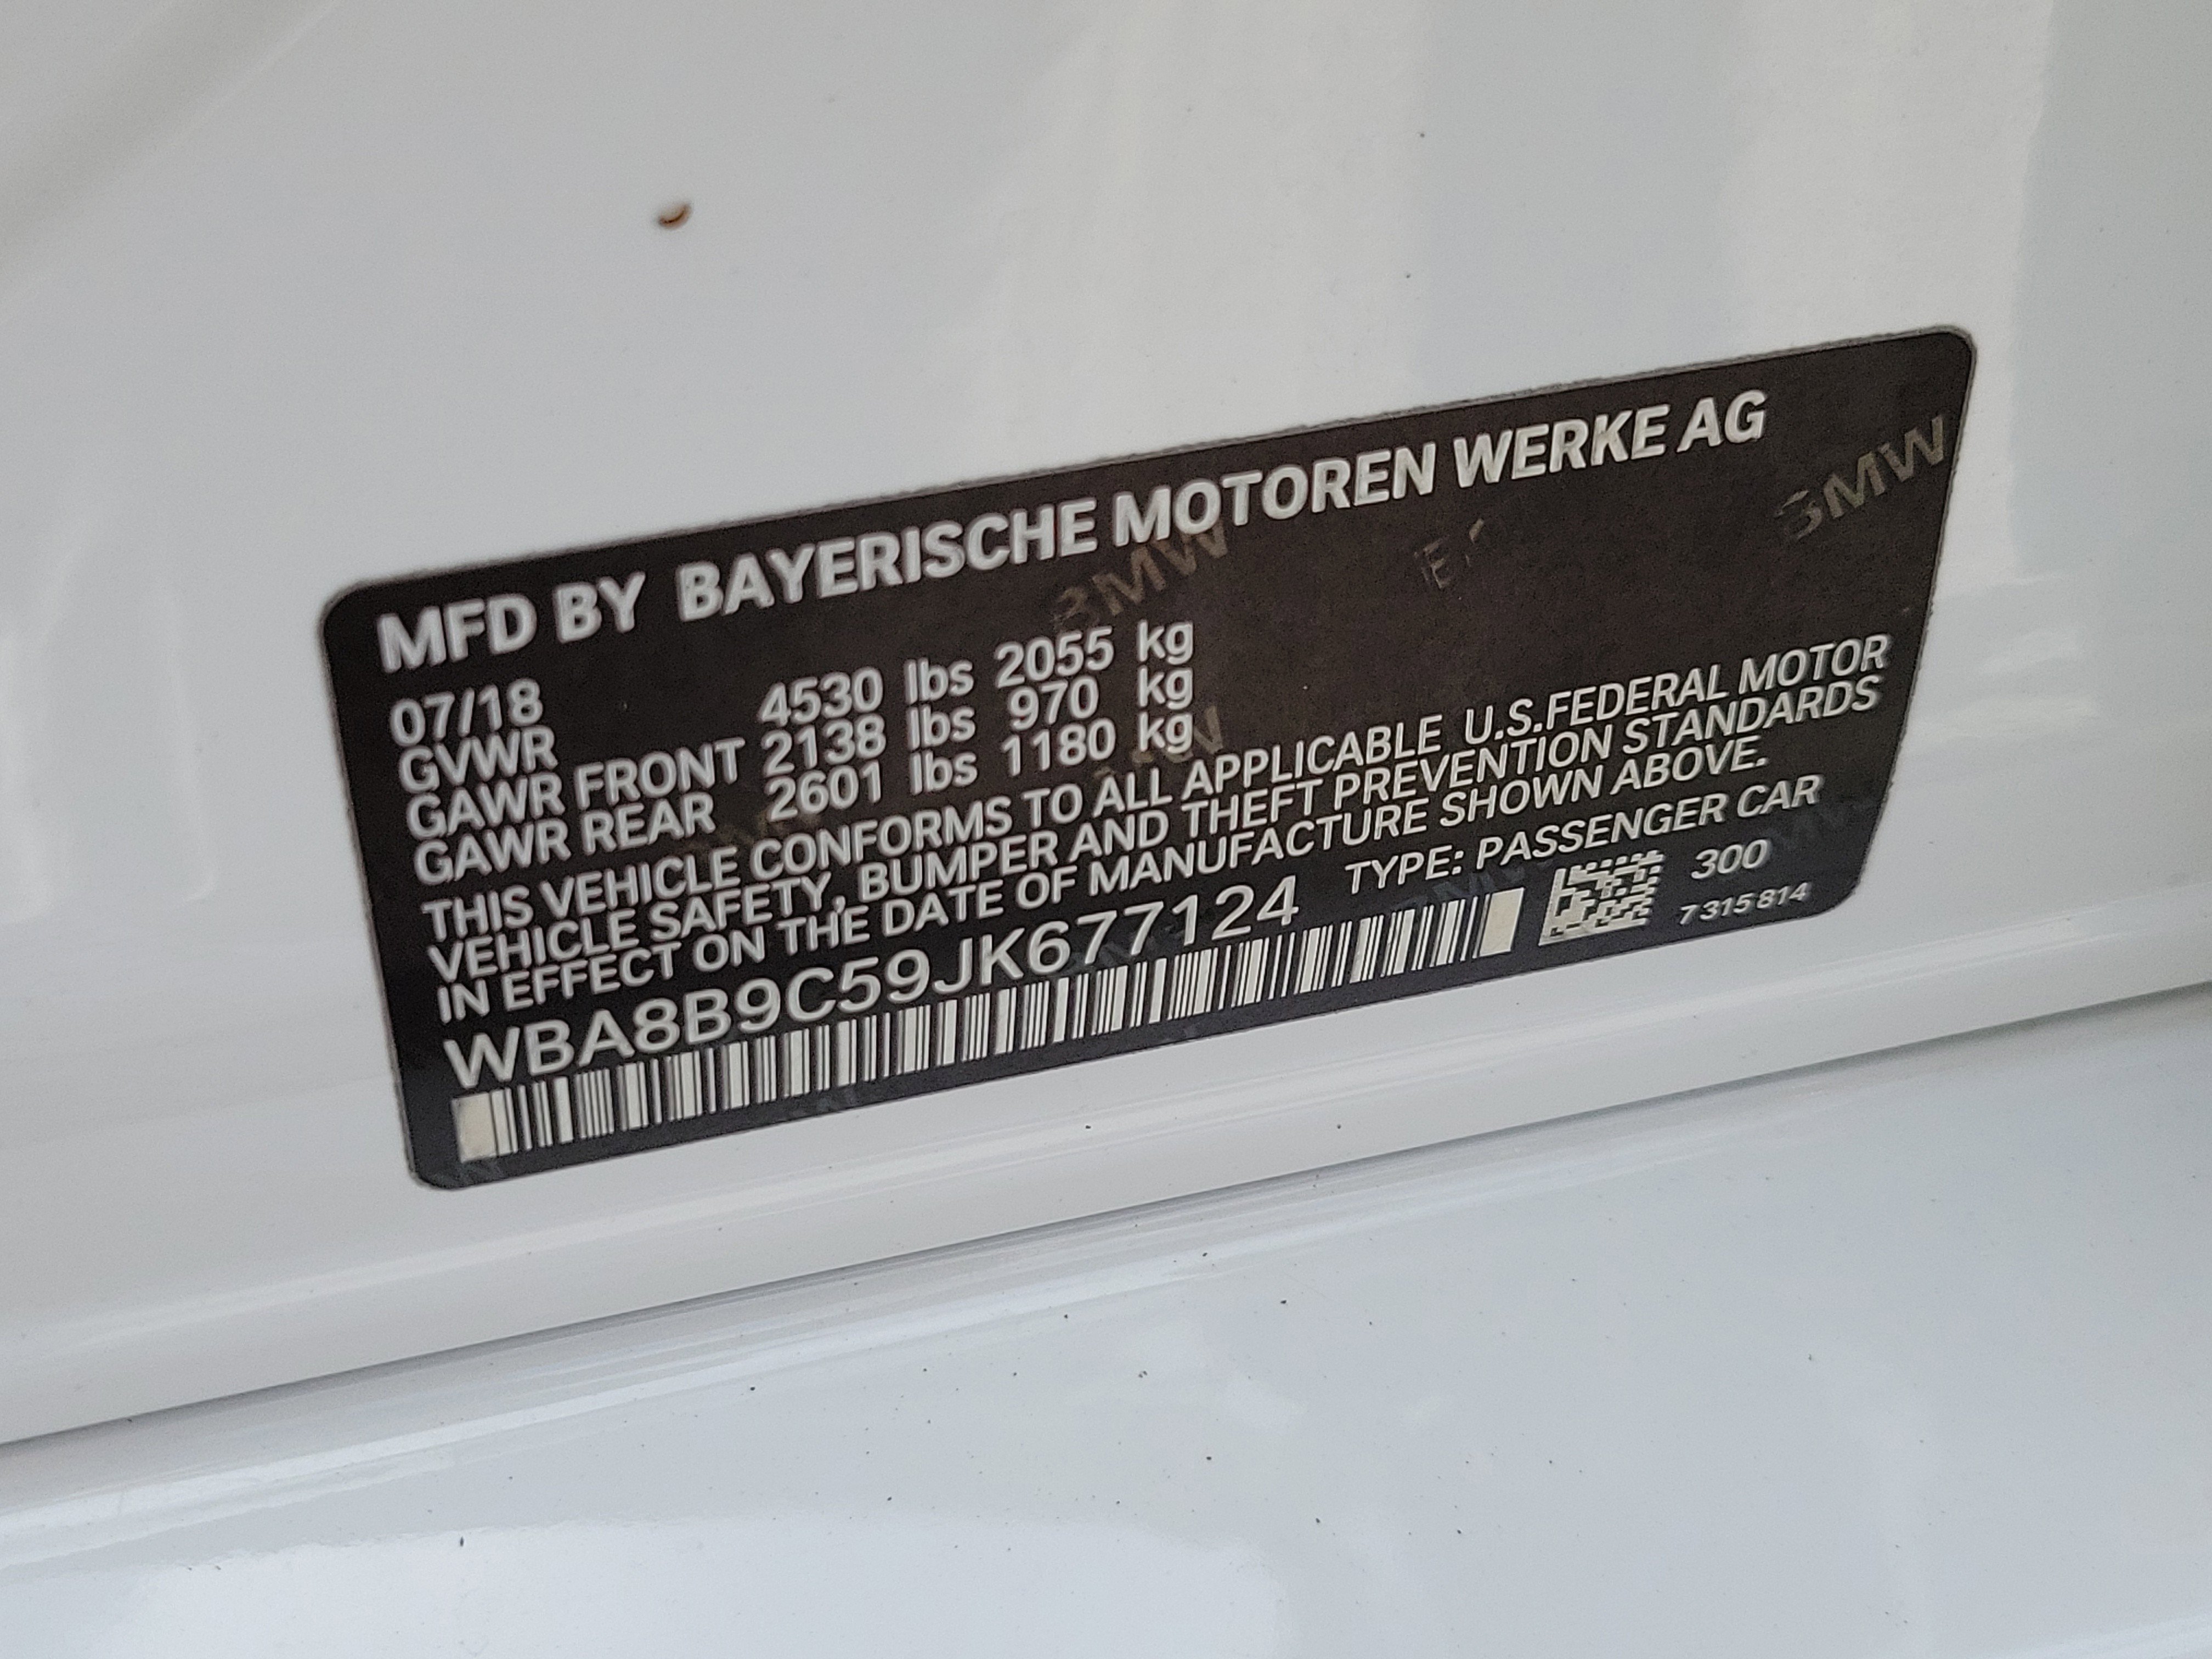 MFD BY BAYERISCHE MOTOREN WERKE AG
BMW
BMW
07/18
GVWR 4530 lbs 2055 kg
GAWR FRONT 2138 lbs 970 kg
GAWR REAR 2601 lbs 1180 kg
THIS VEHICLE CONFORMS TO ALL APPLICABLE U.S.FEDERAL MOTOR
VEHICLE SAFETY, BUMPER AND THEFT PREVENTION STANDARDS
IN EFFECT ON THE DATE OF MANUFACTURE SHOWN ABOVE.
WBA8B9C59JK677124 TYPE: PASSENGER CAR
300
7 315 814